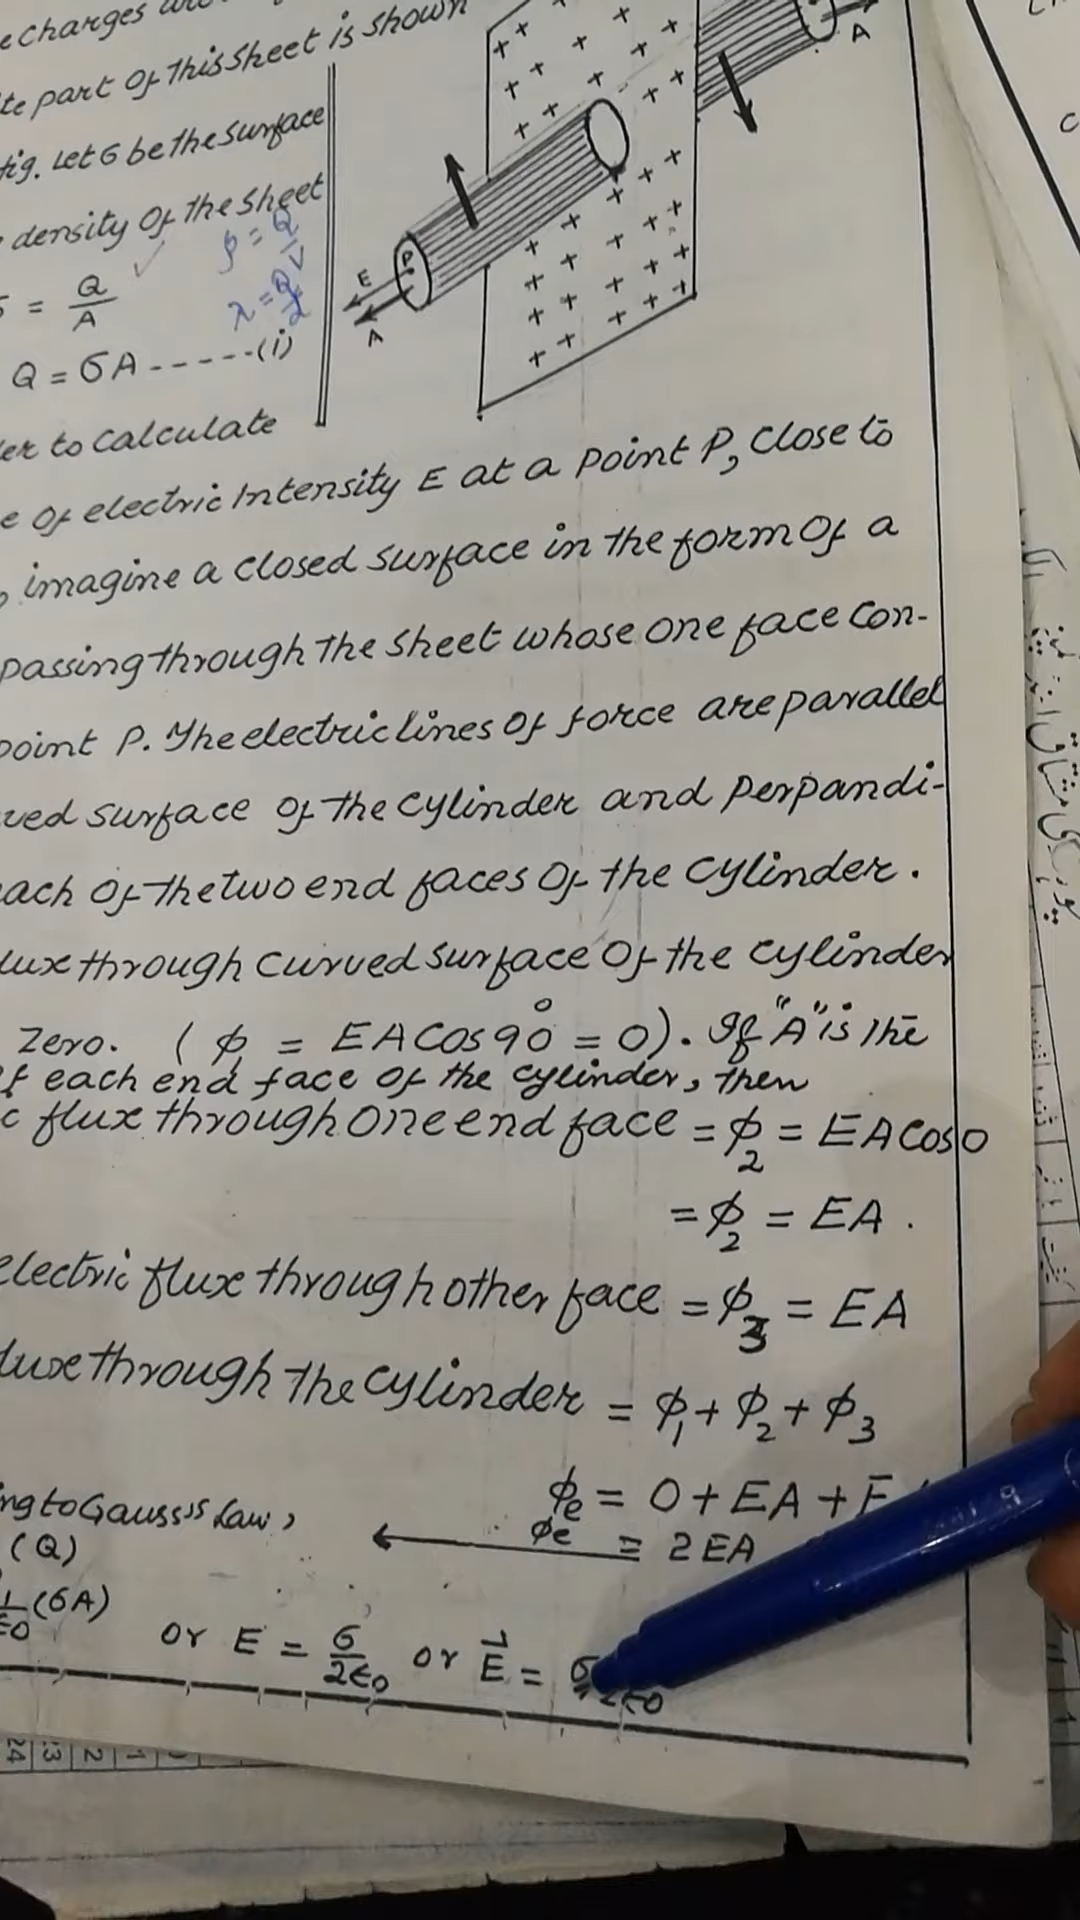 e charges
te part of this sheet is shown
fig. Let σ be the surface
density of the sheet
ρ = Q/V
= Q/A
λ = Q/L
Q = σA - - - - - (i)
er to calculate
e of electric Intensity E at a point P, close to
, imagine a closed surface in the form of a
passing through the sheet whose one face con-
point P. The electric lines of force are parallel
ved surface of the cylinder and perpandi-
ach of the two end faces of the cylinder.
lux through curved surface of the cylinder
zero. (ϕ1 = EA Cos 90° = 0). If "A" is the
f each end face of the cylinder, then
c flux through one end face = ϕ2 = EA cos 0
= ϕ2 = EA .
electric flux through other face = ϕ3 = EA
lux through the cylinder = ϕ1 + ϕ2 + ϕ3
ϕe = 0 + EA +
ng to Gauss's Law,
ϕe = 2EA
(Q)
(σA) or E = σ/2ε0 or E⃗ =
P
E
A
A